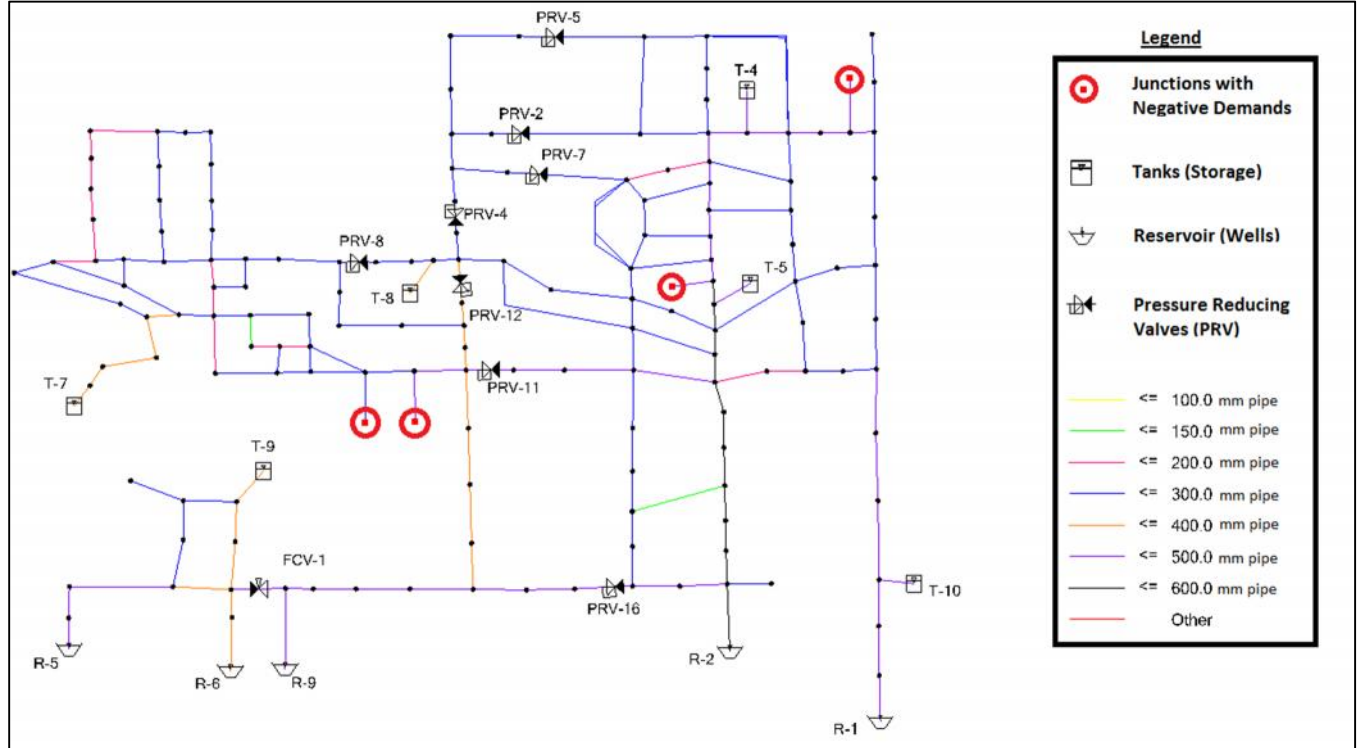 PRV-5
T-4
PRV-2
PRV-7
PRV-4
PRV-8
T-8
PRV-12
T-5
PRV-11
T-7
T-9
FCV-1
PRV-16
T-10
R-5
R-6
R-9
R-2
R-1
Legend
Junctions with
Negative Demands
Tanks (Storage)
Reservoir (Wells)
Pressure Reducing
Valves (PRV)
<= 100.0 mm pipe
<= 150.0 mm pipe
<= 200.0 mm pipe
<= 300.0 mm pipe
<= 400.0 mm pipe
<= 500.0 mm pipe
<= 600.0 mm pipe
Other